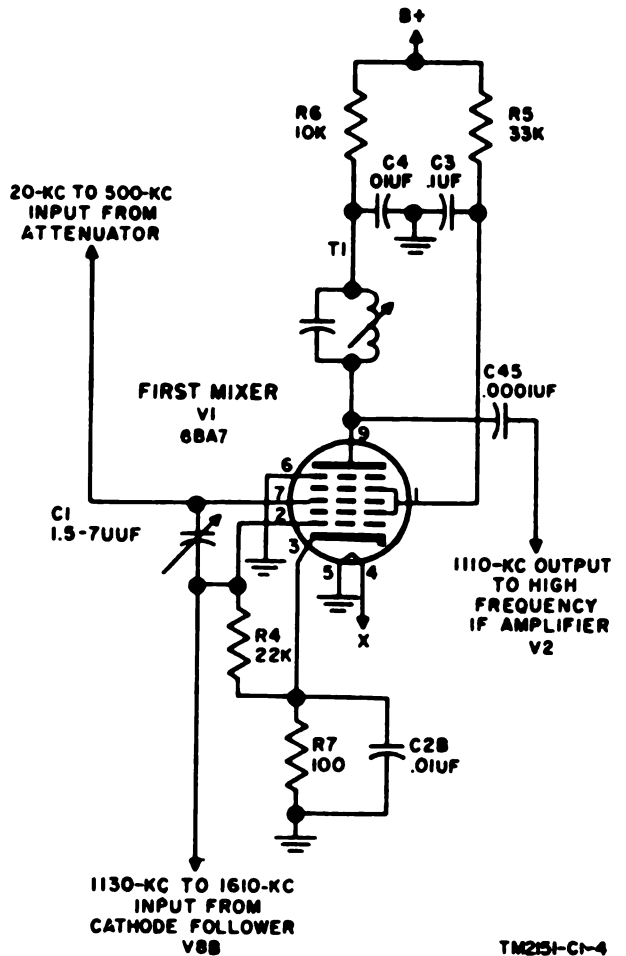 B+
R6
10K
R5
33K
C4
.01UF
C3
.1UF
20-KC TO 500-KC
INPUT FROM
ATTENUATOR
T1
C45
.0001UF
FIRST MIXER
V1
6BA7
9
6
7
2
3
1
5
4
X
C1
1.5-7UUF
1110-KC OUTPUT
TO HIGH
FREQUENCY
IF AMPLIFIER
V2
R4
22K
R7
100
C28
.01UF
1130-KC TO 1610-KC
INPUT FROM
CATHODE FOLLOWER
V8B
TM2151-C1-4